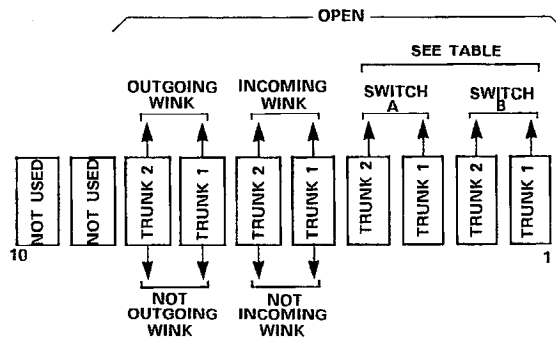 OPEN
SEE TABLE
OUTGOING
WINK
INCOMING
WINK
SWITCH
A
SWITCH
B
NOT USED
NOT USED
TRUNK 2
TRUNK 1
TRUNK 2
TRUNK 1
TRUNK 2
TRUNK 1
TRUNK 2
TRUNK 1
10
1
NOT
OUTGOING
WINK
NOT
INCOMING
WINK